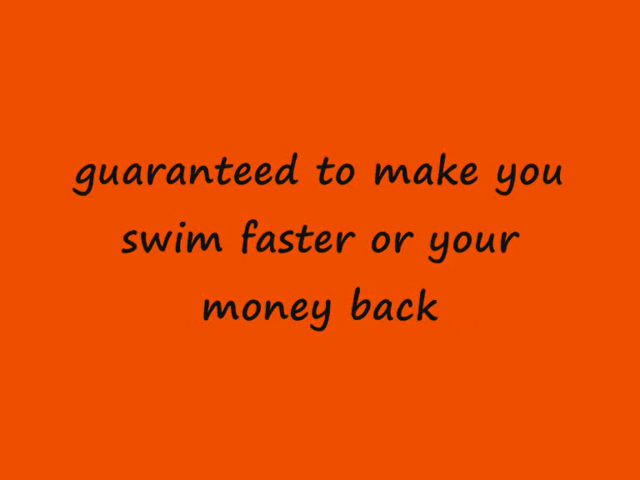 guaranteed to make you
swim faster or your
money back